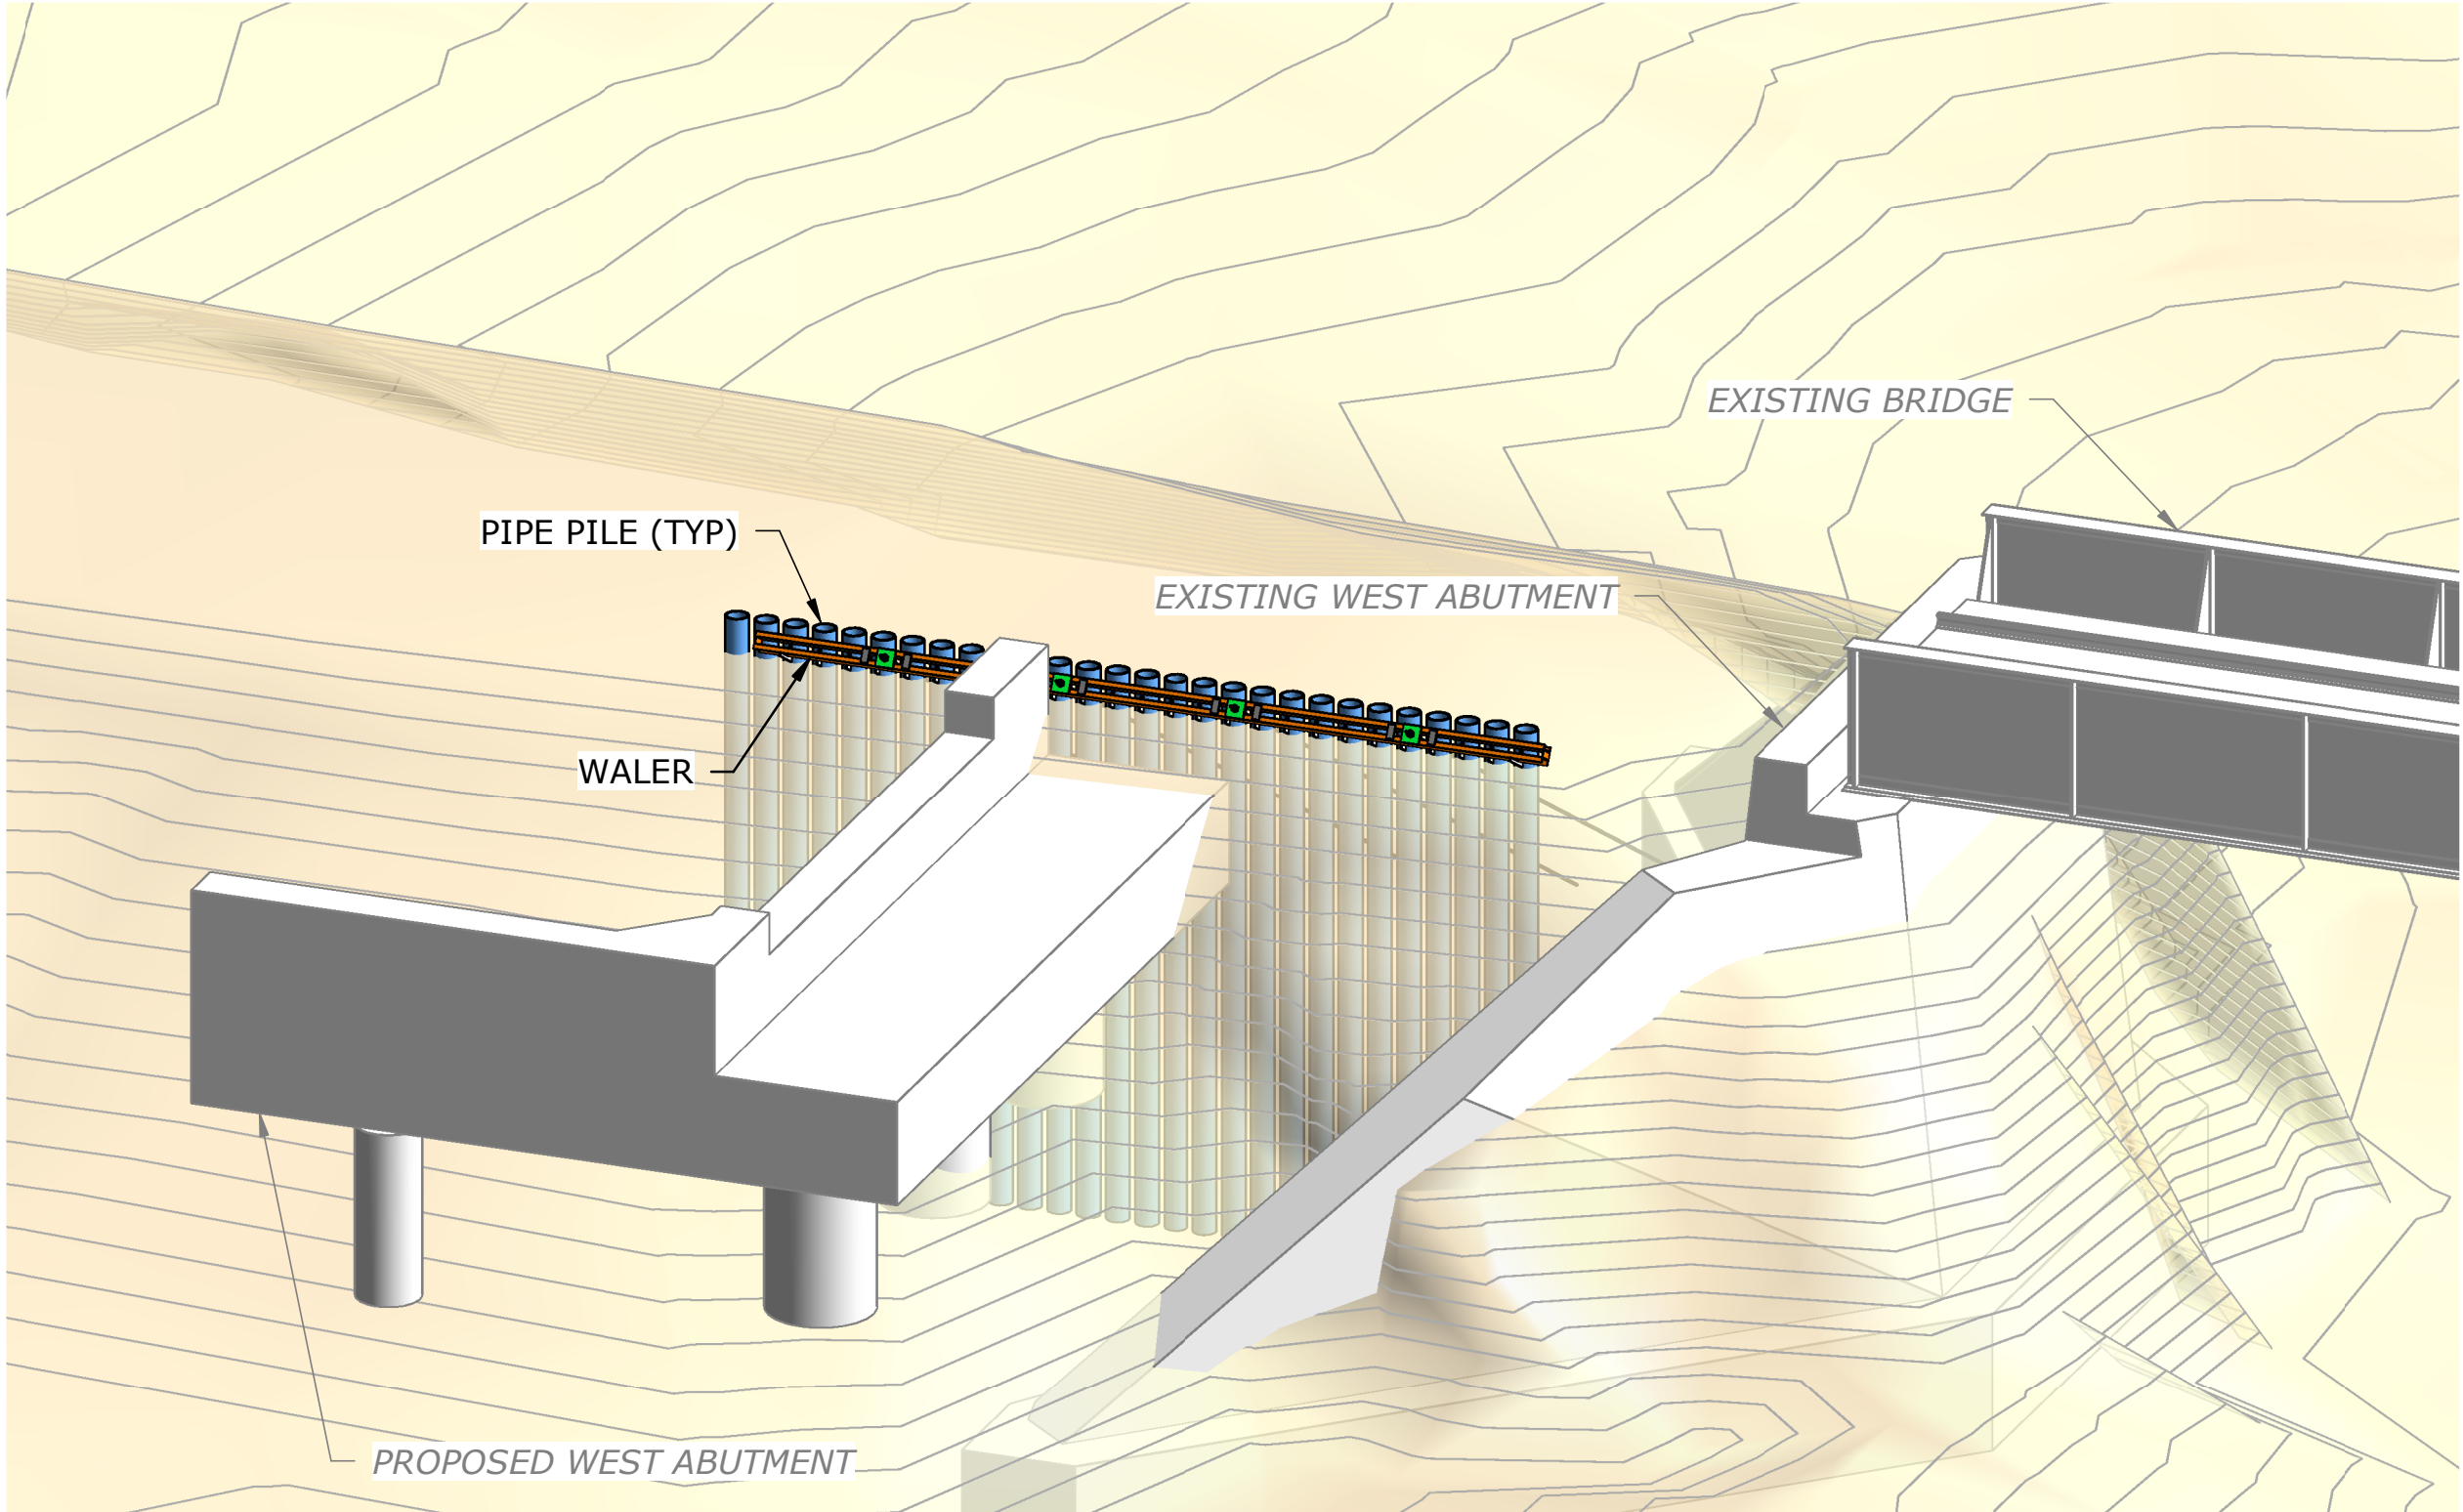 EXISTING BRIDGE
PIPE PILE (TYP)
EXISTING WEST ABUTMENT
WALER
PROPOSED WEST ABUTMENT